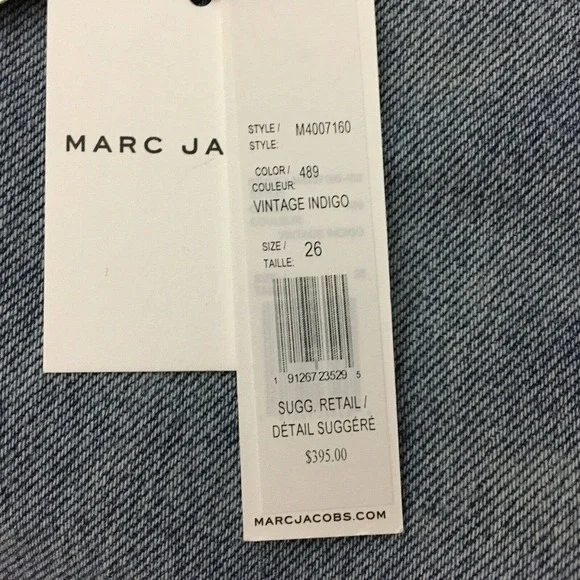 MARC JA
STYLE / M4007160
STYLE:
COLOR / 489
COULEUR:
VINTAGE INDIGO
SIZE / 26
TAILLE:
1 91267 23529 5
SUGG. RETAIL /
DÉTAIL SUGGÉRÉ
$395.00
MARCJACOBS.COM